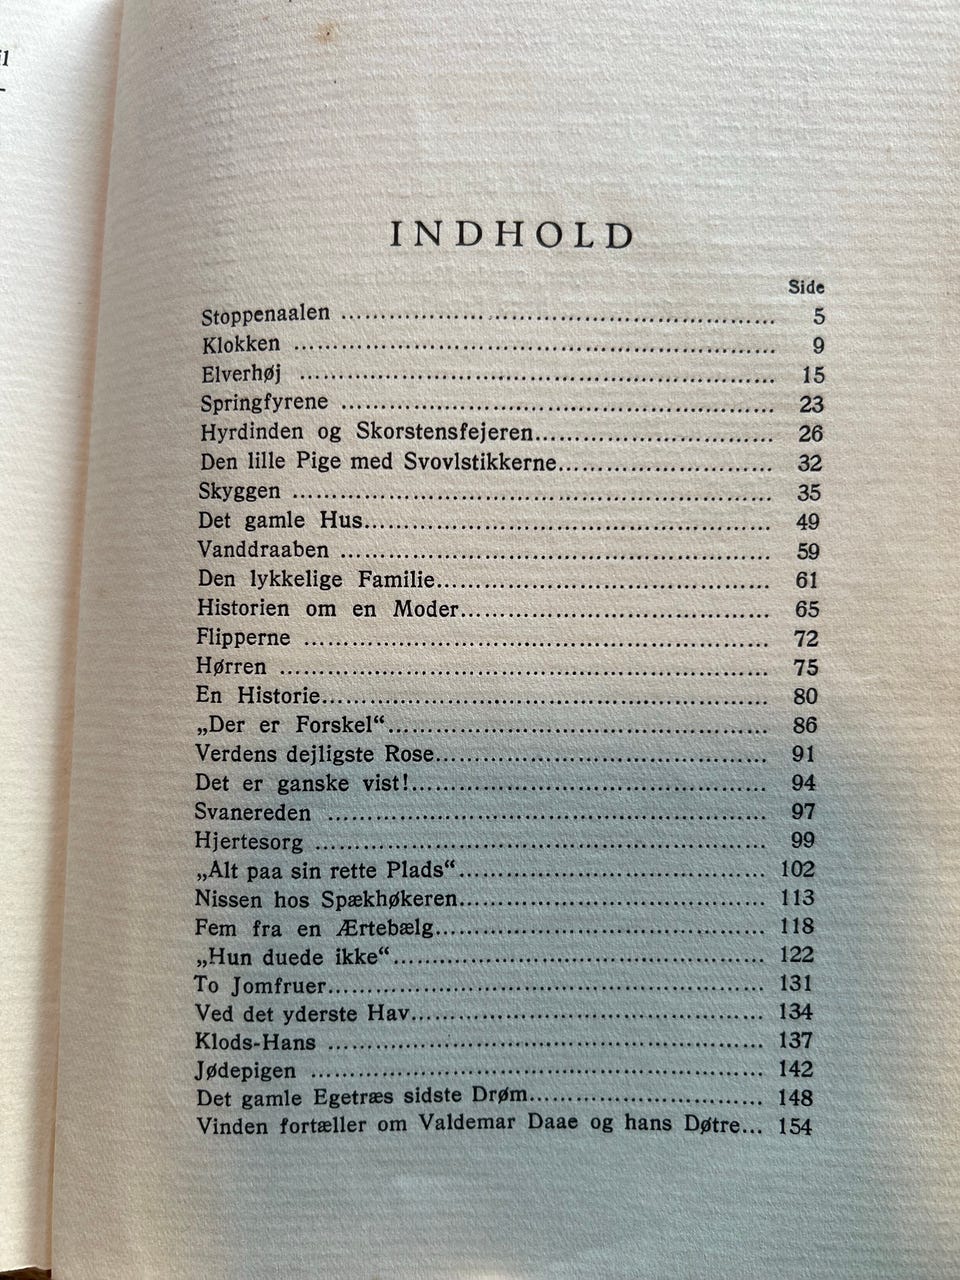 INDHOLD
Side
Stoppenaalen ........ 5
Klokken ........ 9
Elverhøj ........ 15
Springfyrene ........ 23
Hyrdinden og Skorstensfejeren ........ 26
Den lille Pige med Svovlstikkerne ........ 32
Skyggen ........ 35
Det gamle Hus ........ 49
Vanddraaben ........ 59
Den lykkelige Familie ........ 61
Historien om en Moder ........ 65
Flipperne ........ 72
Hørren ........ 75
En Historie ........ 80
„Der er Forskel“ ........ 86
Verdens dejligste Rose ........ 91
Det er ganske vist! ........ 94
Svanereden ........ 97
Hjertesorg ........ 99
„Alt paa sin rette Plads“ ........ 102
Nissen hos Spækhøkeren ........ 113
Fem fra en Ærtebælg ........ 118
„Hun duede ikke“ ........ 122
To Jomfruer ........ 131
Ved det yderste Hav ........ 134
Klods-Hans ........ 137
Jødepigen ........ 142
Det gamle Egetræs sidste Drøm ........ 148
Vinden fortæller om Valdemar Daae og hans Døtre ... 154